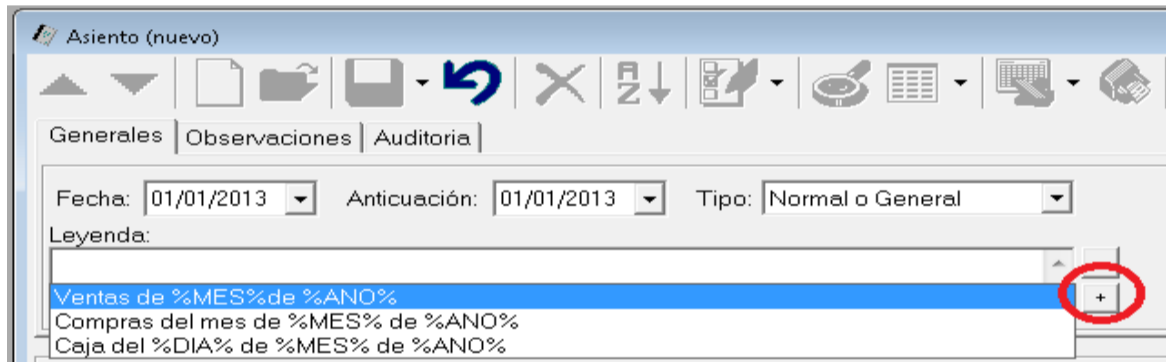 Asiento (nuevo)
A
Z
Generales Observaciones Auditoria
Fecha: 01/01/2013 Anticuación: 01/01/2013 Tipo: Normal o General
Leyenda:
Ventas de %MES%de %ANO%
+
Compras del mes de %MES% de %ANO%
Caja del %DIA% de %MES% de %ANO%